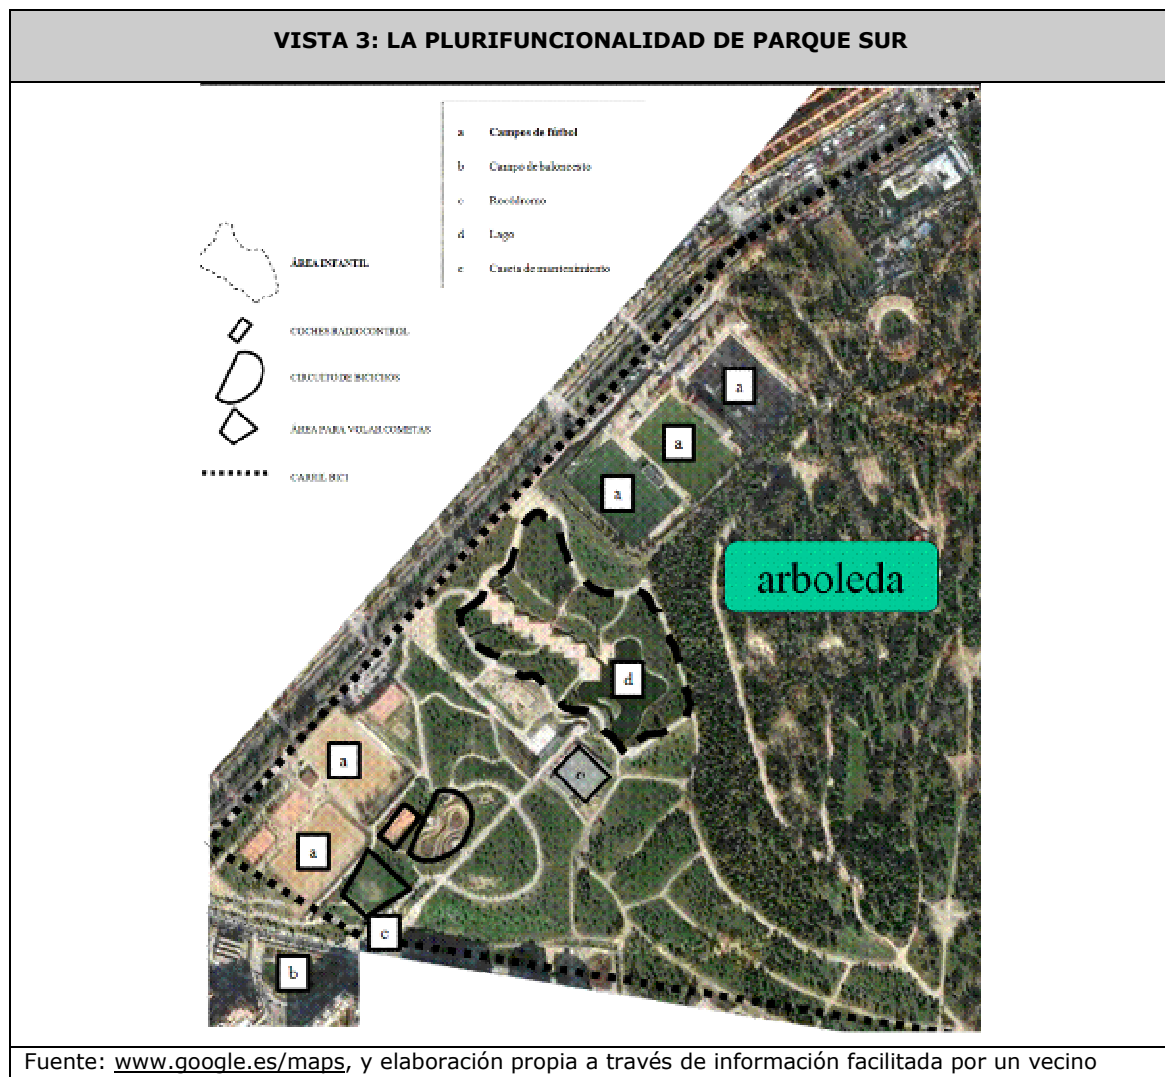 VISTA 3: LA PLURIFUNCIONALIDAD DE PARQUE SUR
a Campos de fútbol
b Campo de baloncesto
c Rocódromo
d Lago
e Caseta de mantenimiento
ÁREA INFANTIL
COCHES RADIOCONTROL
CIRCUITO DE BICICROS
ÁREA PARA VOLAR COMETAS
CARRIL BICI
a
a
a
arboleda
d
a
e
a
c
b
Fuente: www.google.es/maps, y elaboración propia a través de información facilitada por un vecino